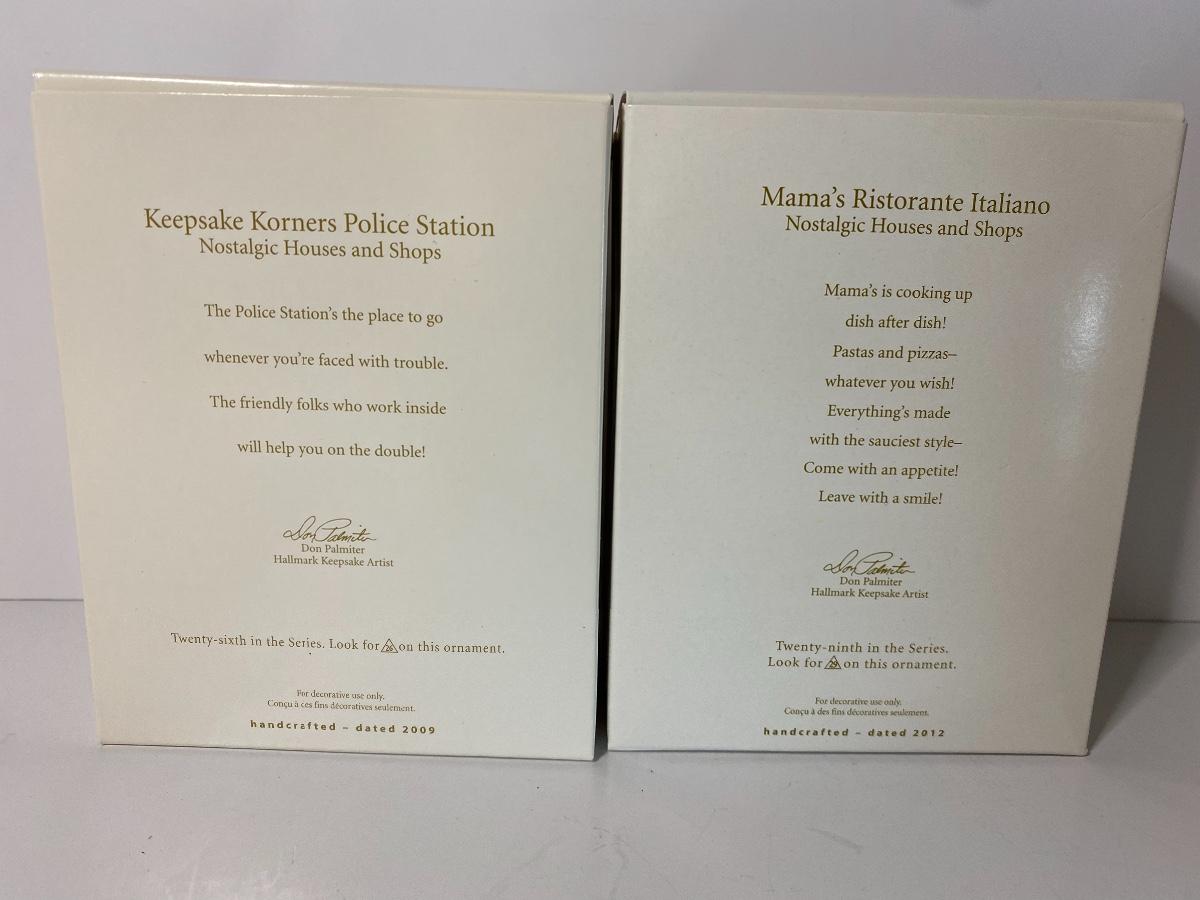 Keepsake Korners Police Station
Nostalgic Houses and Shops
The Police Station's the place to go
whenever you're faced with trouble.
The friendly folks who work inside
will help you on the double!
Don Palmiter
Don Palmiter
Hallmark Keepsake Artist
Twenty-sixth in the Series. Look for 26 on this ornament.
For decorative use only.
Conçu à ces fins décoratives seulement.
handcrafted – dated 2009
Mama's Ristorante Italiano
Nostalgic Houses and Shops
Mama's is cooking up
dish after dish!
Pastas and pizzas–
whatever you wish!
Everything's made
with the sauciest style–
Come with an appetite!
Leave with a smile!
Don Palmiter
Don Palmiter
Hallmark Keepsake Artist
Twenty-ninth in the Series.
Look for 29 on this ornament.
For decorative use only.
Conçu à des fins décoratives seulement.
handcrafted – dated 2012